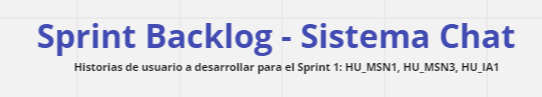 Sprint Backlog - Sistema Chat
Historias de usuario a desarrollar para el Sprint 1: HU_MSN1, HU_MSN3, HU_IA1